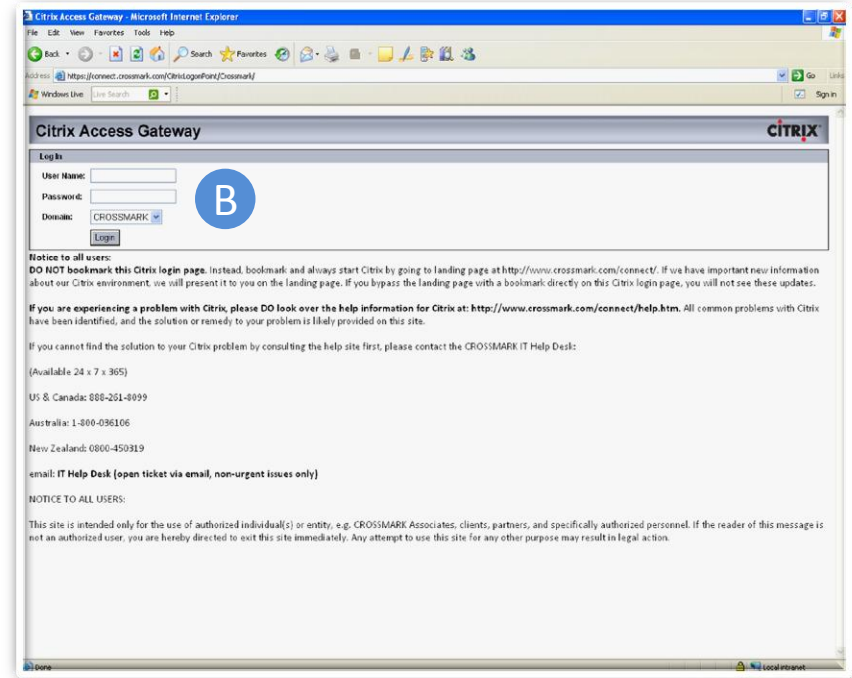 Citrix Access Gateway - Microsoft Internet Explorer
File Edit View Favorites Tools Help
Back Search Favorites
Address https://connect.crossmark.com/CitrixLogonPoint/Crossmark/ Go Links
Windows Live Live Search Sign in
Citrix Access Gateway CITRIX
Log In
User Name:
Password:
B
Domain: CROSSMARK
Login
Notice to all users:
DO NOT bookmark this Citrix login page. Instead, bookmark and always start Citrix by going to landing page at http://www.crossmark.com/connect/. If we have important new information
about our Citrix environment, we will present it to you on the landing page. If you bypass the landing page with a bookmark directly on this Citrix login page, you will not see these updates.
If you are experiencing a problem with Citrix, please DO look over the help information for Citrix at: http://www.crossmark.com/connect/help.htm. All common problems with Citrix
have been identified, and the solution or remedy to your problem is likely provided on this site.
If you cannot find the solution to your Citrix problem by consulting the help site first, please contact the CROSSMARK IT Help Desk:
(Available 24 x 7 x 365)
US & Canada: 888-261-8099
Australia: 1-800-036106
New Zealand: 0800-450319
email: IT Help Desk (open ticket via email, non-urgent issues only)
NOTICE TO ALL USERS:
This site is intended only for the use of authorized individual(s) or entity, e.g. CROSSMARK Associates, clients, partners, and specifically authorized personnel. If the reader of this message is
not an authorized user, you are hereby directed to exit this site immediately. Any attempt to use this site for any other purpose may result in legal action.
Done Local intranet